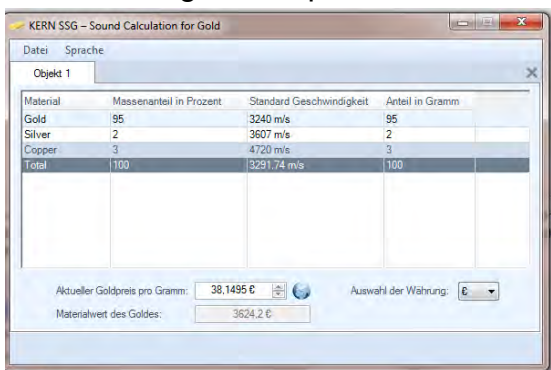 KERN SSG – Sound Calculation for Gold
Datei Sprache
Objekt 1
Material Massenanteil in Prozent Standard Geschwindigkeit Anteil in Gramm
Gold 95 3240 m/s 95
Silver 2 3607 m/s 2
Copper 3 4720 m/s 3
Total 100 3291.74 m/s 100
Aktueller Goldpreis pro Gramm: 38,1495 € Auswahl der Währung: €
Materialwert des Goldes: 3624.2 €